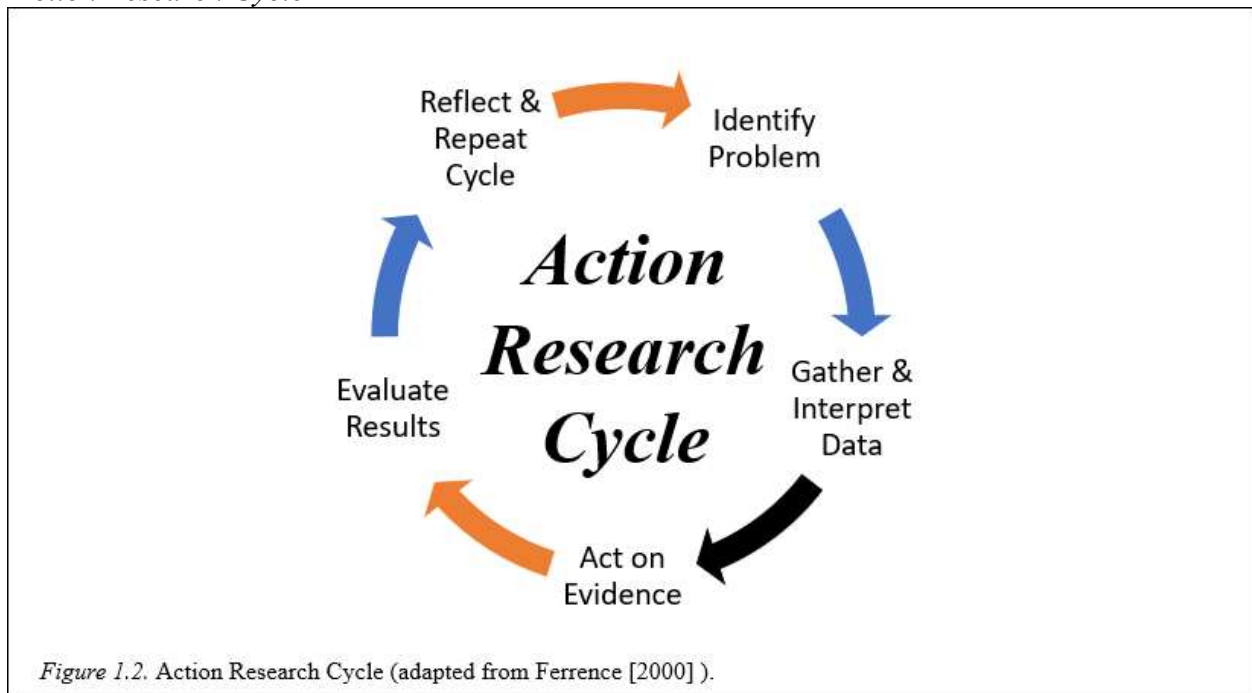 Reflect &
Repeat
Cycle
Identify
Problem
Action
Research
Cycle
Gather &
Interpret
Data
Evaluate
Results
Act on
Evidence
Figure 1.2. Action Research Cycle (adapted from Ferrence [2000] ).